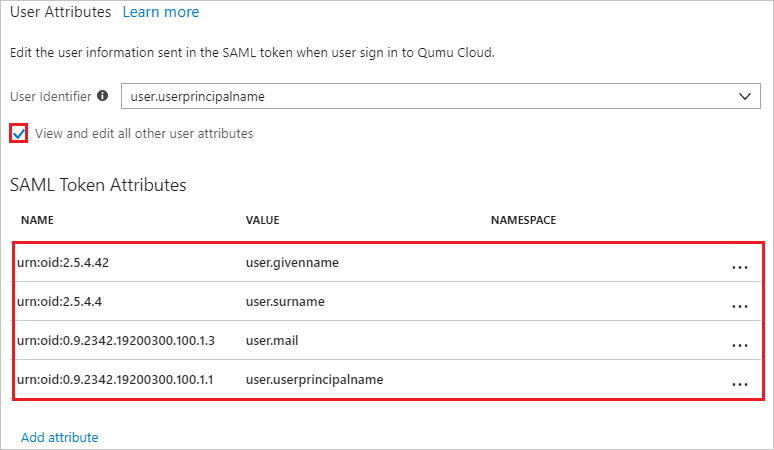 User Attributes Learn more
Edit the user information sent in the SAML token when user sign in to Qumu Cloud.
User Identifier user.userprincipalname
View and edit all other user attributes
SAML Token Attributes
NAME VALUE NAMESPACE
urn:oid:2.5.4.42 user.givenname ...
urn:oid:2.5.4.4 user.surname ...
urn:oid:0.9.2342.19200300.100.1.3 user.mail ...
urn:oid:0.9.2342.19200300.100.1.1 user.userprincipalname ...
Add attribute